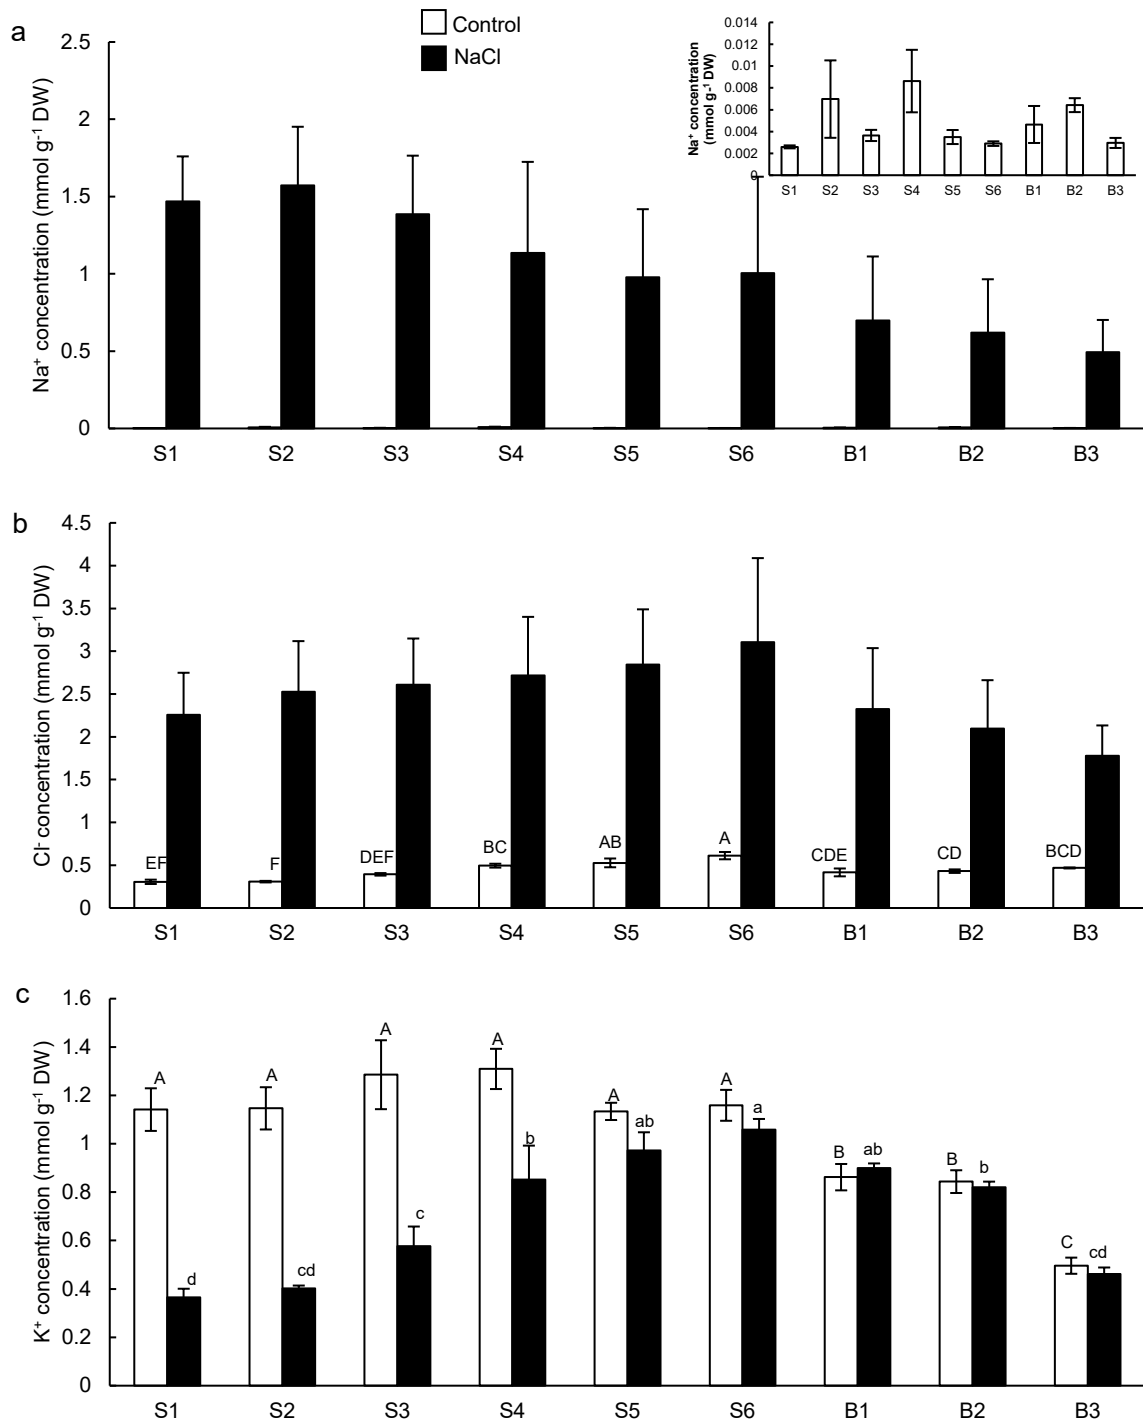 a
Control
NaCl
Na⁺ concentration (mmol g⁻¹ DW)
2.5
2
1.5
1
0.5
0
S1 S2 S3 S4 S5 S6 B1 B2 B3
Na⁺ concentration
(mmol g⁻¹ DW)
0.014
0.012
0.01
0.008
0.006
0.004
0.002
0
S1 S2 S3 S4 S5 S6 B1 B2 B3
b
Cl⁻ concentration (mmol g⁻¹ DW)
4.5
4
3.5
3
2.5
2
1.5
1
0.5
0
EF F DEF BC AB A CDE CD BCD
S1 S2 S3 S4 S5 S6 B1 B2 B3
c
K⁺ concentration (mmol g⁻¹ DW)
1.6
1.4
1.2
1
0.8
0.6
0.4
0.2
0
A d A cd A c A b A ab A a B ab B b C cd
S1 S2 S3 S4 S5 S6 B1 B2 B3